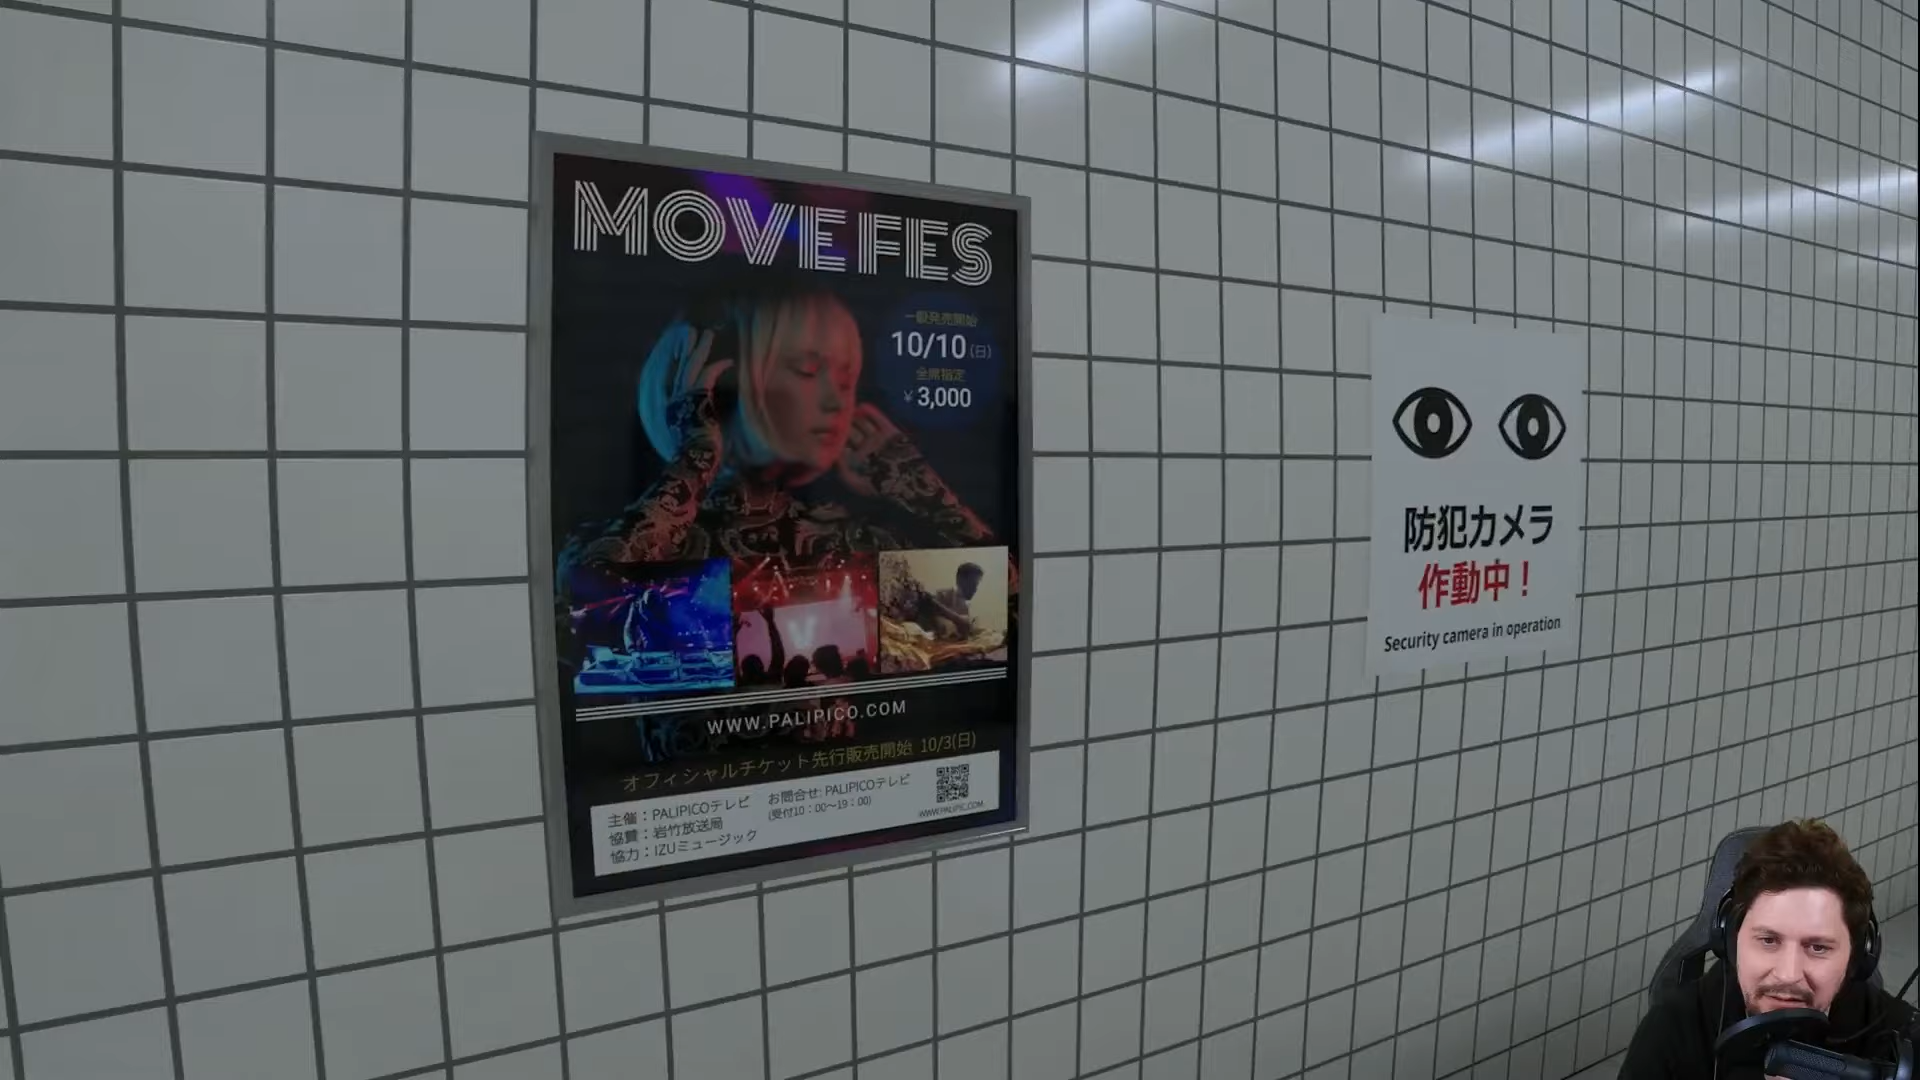 MOVE FES
一般発売開始
10/10(日)
全席指定
¥3,000
WWW.PALIPICO.COM
オフィシャルチケット先行販売開始 10/3(日)
主催：PALIPICOテレビ
協賛：岩竹放送局
協力：IZUミュージック
お問合せ: PALIPICOテレビ
(受付10：00〜19：00)
WWW.PALIPIC.COM
防犯カメラ
作動中！
Security camera in operation